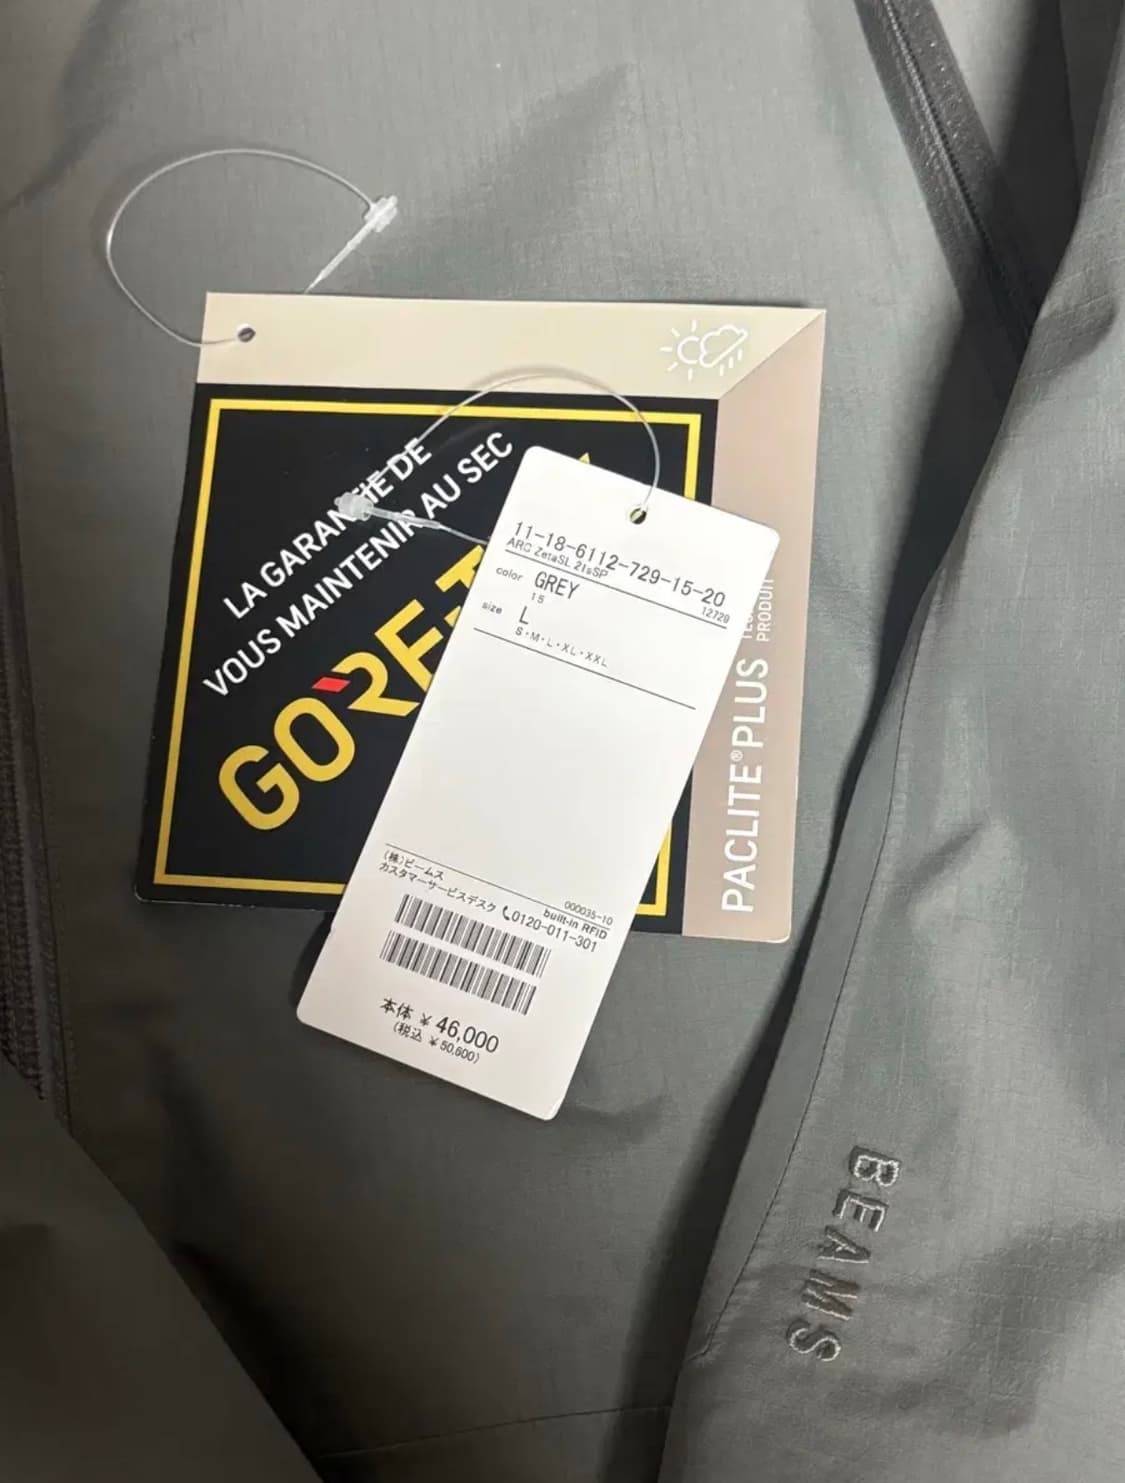 LA GARANTIE DE
VOUS MAINTENIR AU SEC
GORE-T
PACLITE® PLUS
PRODUIT
11-18-6112-729-15-20
ARC ZetaSL 21sSP
12729
color GREY
15
size L
S・M・L・XL・XXL
(株)ビームス
カスタマーサービスデスク
000035-10
built-in RFID
0120-011-301
本体 ¥ 46,000
(税込 ¥50,600)
BEAMS